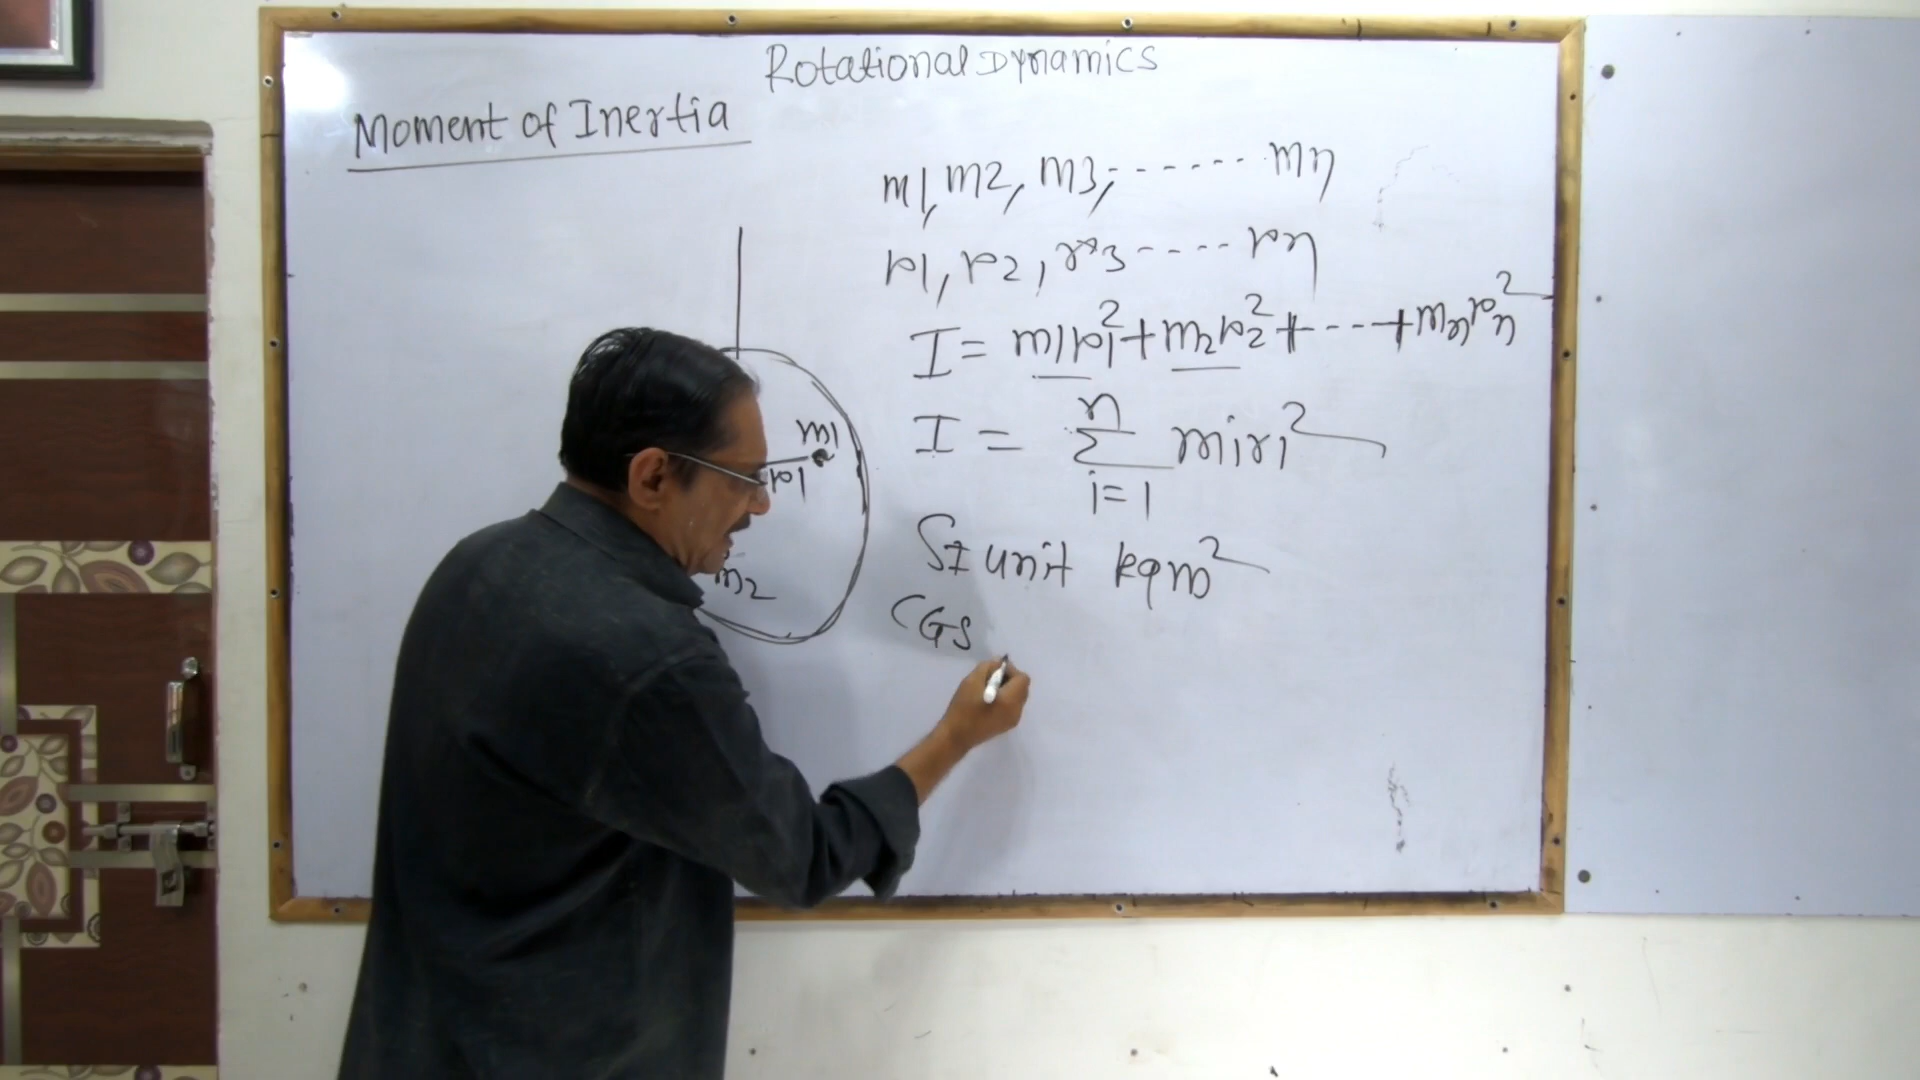 Rotational Dynamics
Moment of Inertia
m1, m2, m3, ...... mn
r1, r2, r3 .... rn
I = m1r1² + m2r2² + --- + mnrn²
I = n∑i=1 miri²
m1
r1
m2
SI unit kgm²
CGS